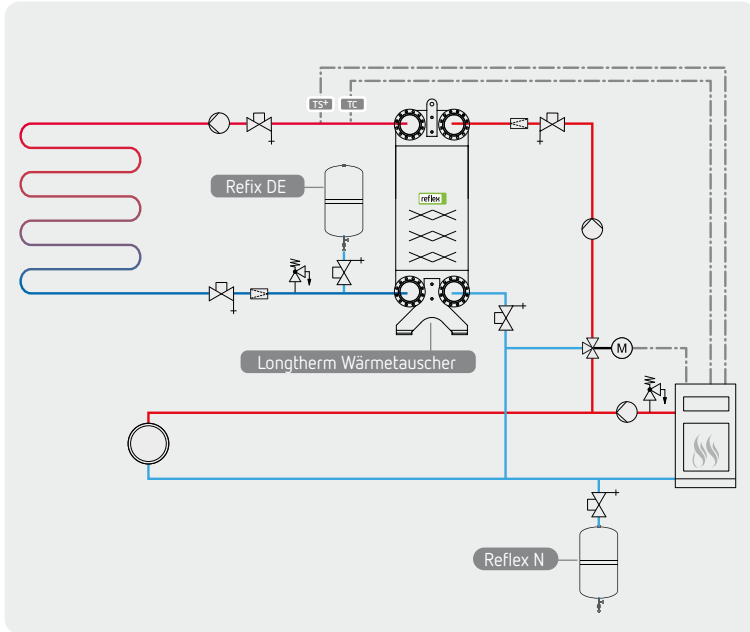 TS+ TC
Refix DE
reflex
Longtherm Wärmetauscher
M
Reflex N